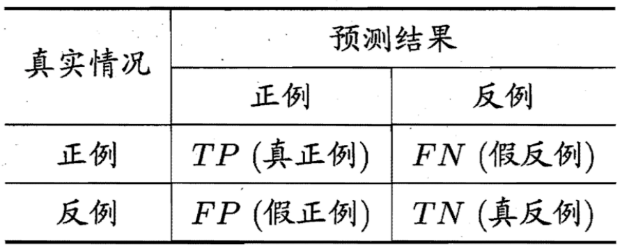 真实情况 预测结果
正例 反例
正例 TP (真正例) FN (假反例)
反例 FP (假正例) TN (真反例)